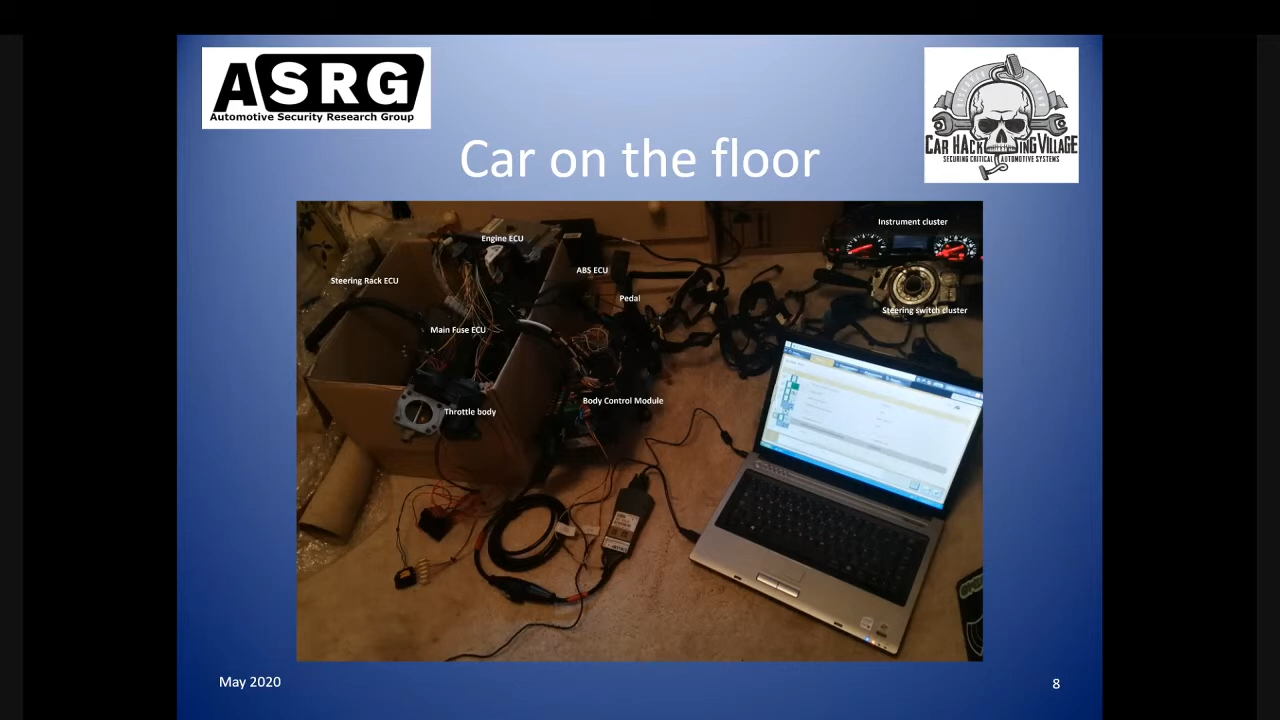 ASRG
Automotive Security Research Group
CAR HACKING VILLAGE
SECURING CRITICAL AUTOMOTIVE SYSTEMS
Car on the floor
Instrument cluster
Engine ECU
ABS ECU
Steering Rack ECU
Pedal
Steering switch cluster
Main Fuse ECU
Body Control Module
Throttle body
May 2020
8